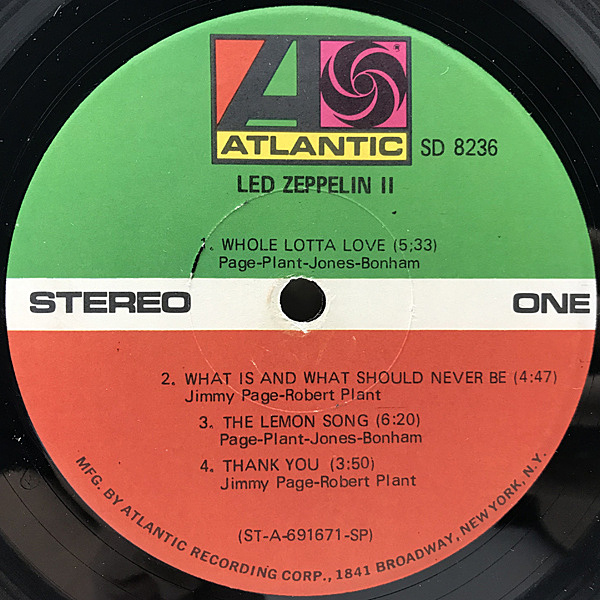 ATLANTIC
®
SD 8236
LED ZEPPELIN II
1. WHOLE LOTTA LOVE (5:33)
Page-Plant-Jones-Bonham
STEREO ONE
2. WHAT IS AND WHAT SHOULD NEVER BE (4:47)
Jimmy Page-Robert Plant
3. THE LEMON SONG (6:20)
Page-Plant-Jones-Bonham
4. THANK YOU (3:50)
Jimmy Page-Robert Plant
(ST-A-691671-SP)
MFG. BY ATLANTIC RECORDING CORP., 1841 BROADWAY, NEW YORK, N.Y.